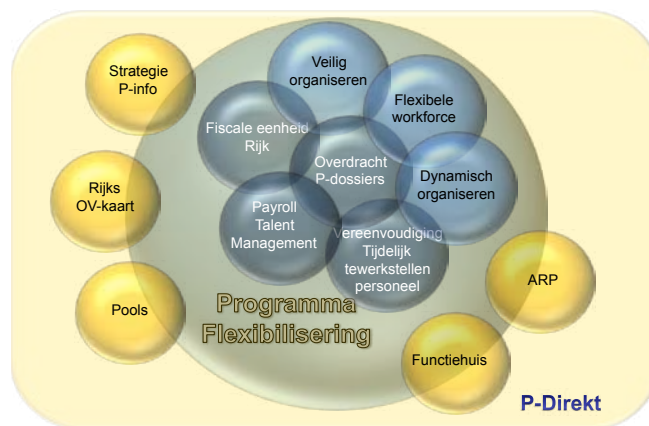 Strategie
P-info
Veilig
organiseren
Flexibele
workforce
Fiscale eenheid
Rijk
Overdracht
P-dossiers
Dynamisch
organiseren
Rijks
OV-kaart
Payroll
Talent
Management
Vereenvoudiging
Tijdelijk
tewerkstellen
personeel
ARP
Pools
Programma
Flexibilisering
Functiehuis
P-Direkt